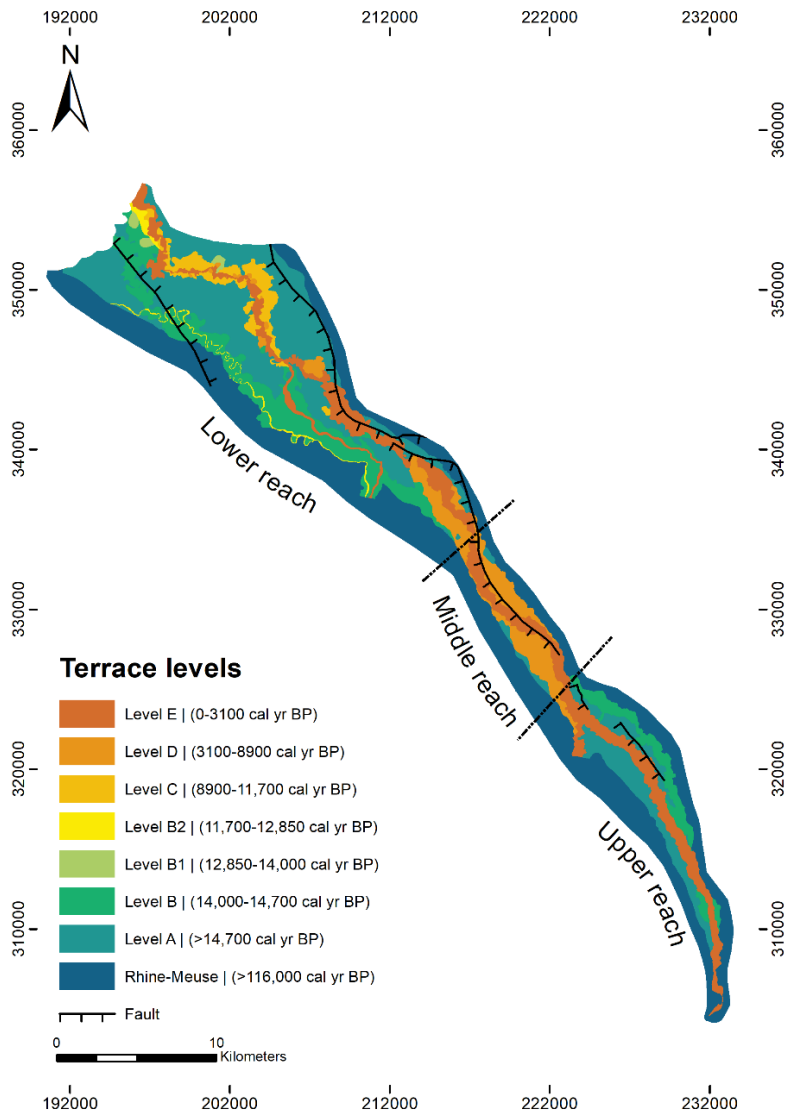 192000 202000 212000 222000 232000
N
360000 360000
350000 350000
340000 340000
330000 330000
320000 320000
310000 310000
Lower reach
Middle reach
Upper reach
Terrace levels
Level E | (0-3100 cal yr BP)
Level D | (3100-8900 cal yr BP)
Level C | (8900-11,700 cal yr BP)
Level B2 | (11,700-12,850 cal yr BP)
Level B1 | (12,850-14,000 cal yr BP)
Level B | (14,000-14,700 cal yr BP)
Level A | (>14,700 cal yr BP)
Rhine-Meuse | (>116,000 cal yr BP)
Fault
0 10
Kilometers
192000 202000 212000 222000 232000